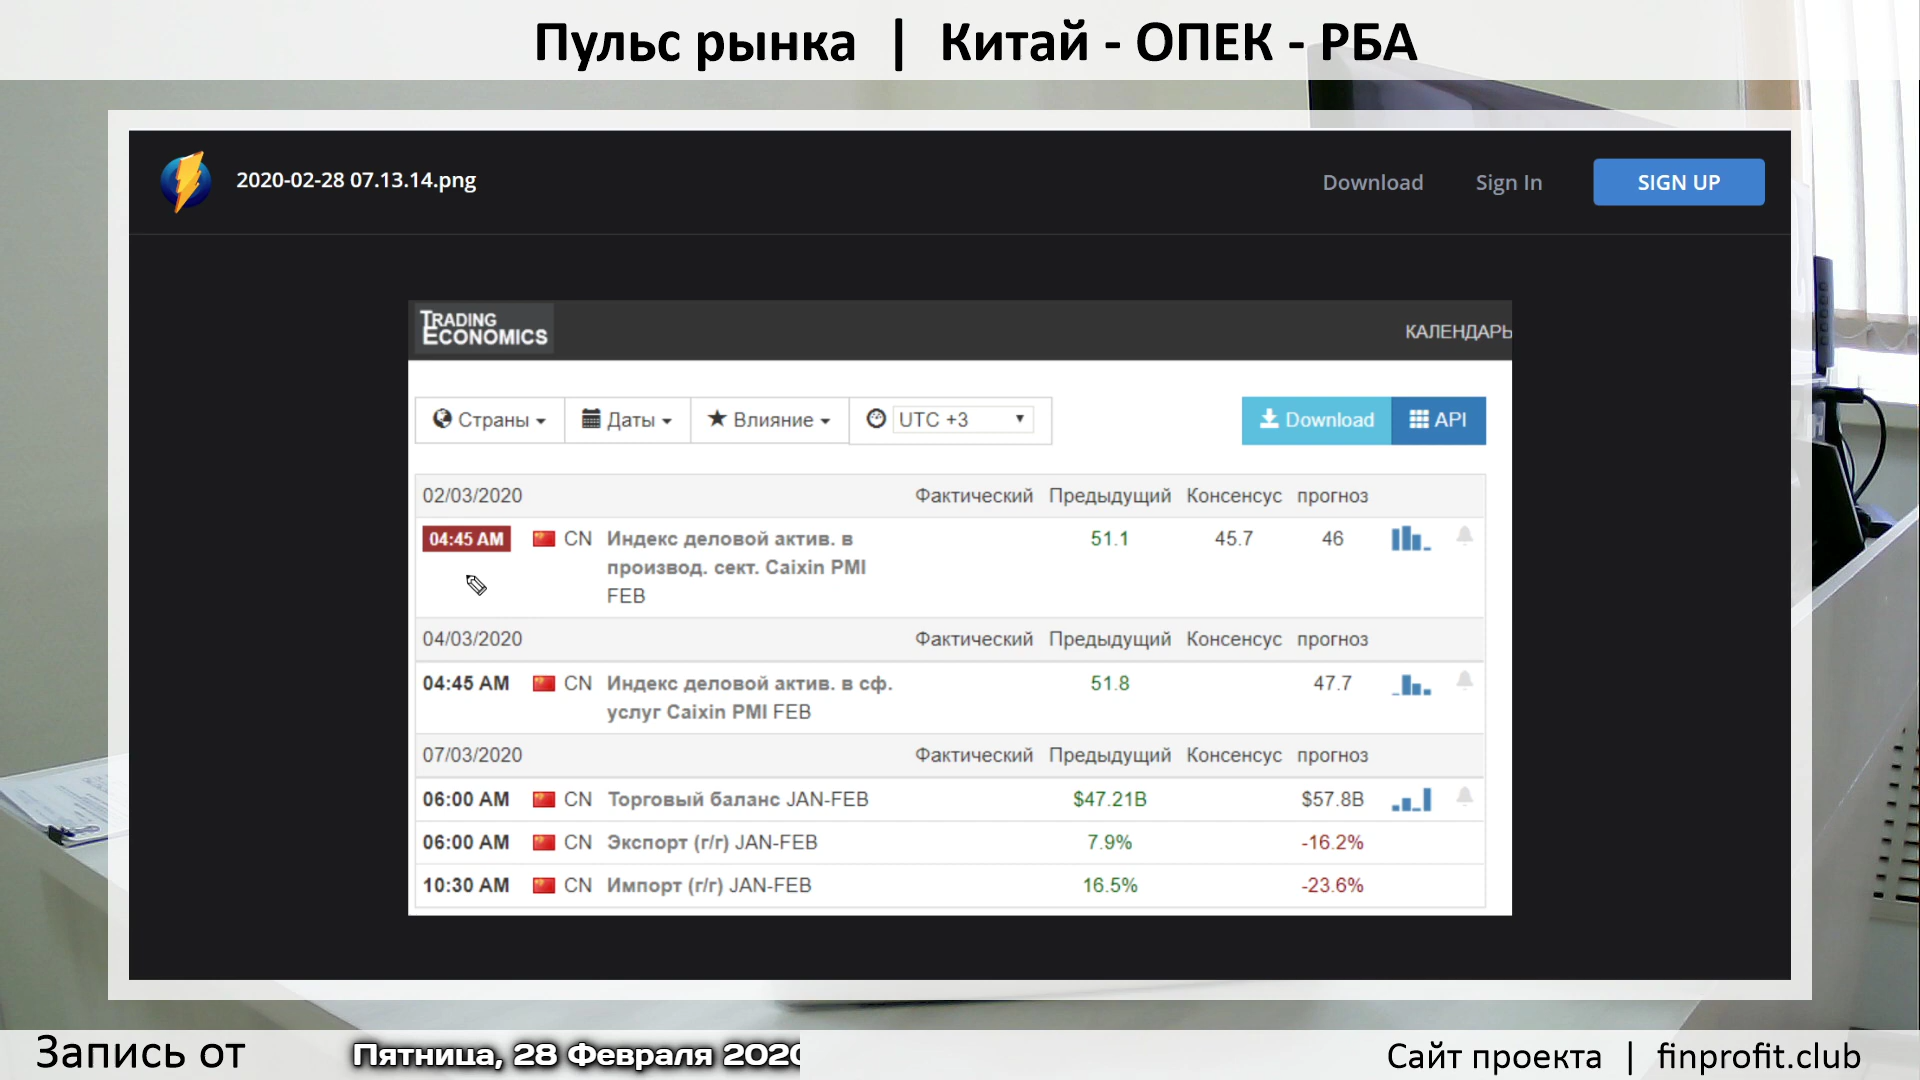 Пульс рынка | Китай - ОПЕК - РБА
2020-02-28 07.13.14.png
Download Sign In SIGN UP
TRADING ECONOMICS
КАЛЕНДАРЬ
Страны Даты Влияние UTC +3 Download API
02/03/2020 Фактический Предыдущий Консенсус прогноз
04:45 AM CN Индекс деловой актив. в 51.1 45.7 46
производ. сект. Caixin PMI
FEB
04/03/2020 Фактический Предыдущий Консенсус прогноз
04:45 AM CN Индекс деловой актив. в сф. 51.8 47.7
услуг Caixin PMI FEB
07/03/2020 Фактический Предыдущий Консенсус прогноз
06:00 AM CN Торговый баланс JAN-FEB $47.21B $57.8B
06:00 AM CN Экспорт (г/г) JAN-FEB 7.9% -16.2%
10:30 AM CN Импорт (г/г) JAN-FEB 16.5% -23.6%
Запись от Пятница, 28 Февраля 2020
Сайт проекта | finprofit.club